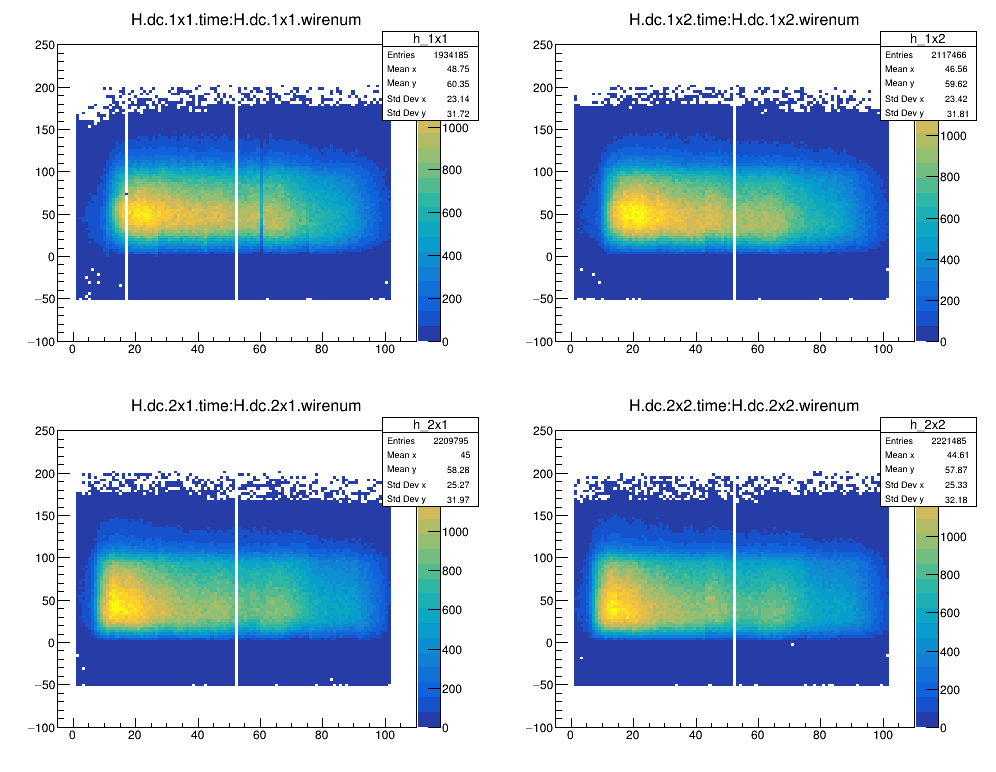 H.dc.1x1.time:H.dc.1x1.wirenum
h_1x1
Entries 1934185
Mean x 48.75
Mean y 60.35
Std Dev x 23.14
Std Dev y 31.72
250
200
150
100
50
0
−50
−100
0 20 40 60 80 100
1000
800
600
400
200
0
H.dc.1x2.time:H.dc.1x2.wirenum
h_1x2
Entries 2117466
Mean x 46.56
Mean y 59.62
Std Dev x 23.42
Std Dev y 31.81
250
200
150
100
50
0
−50
−100
0 20 40 60 80 100
1000
800
600
400
200
0
H.dc.2x1.time:H.dc.2x1.wirenum
h_2x1
Entries 2209795
Mean x 45
Mean y 58.28
Std Dev x 25.27
Std Dev y 31.97
250
200
150
100
50
0
−50
−100
0 20 40 60 80 100
1000
800
600
400
200
0
H.dc.2x2.time:H.dc.2x2.wirenum
h_2x2
Entries 2221485
Mean x 44.61
Mean y 57.87
Std Dev x 25.33
Std Dev y 32.18
250
200
150
100
50
0
−50
−100
0 20 40 60 80 100
1000
800
600
400
200
0